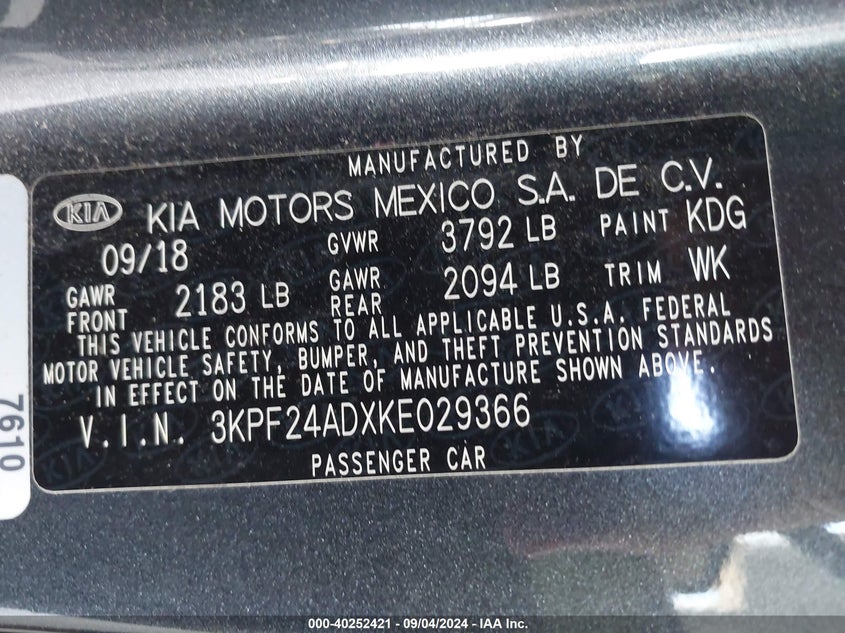 MANUFACTURED BY
KIA KIA MOTORS MEXICO S.A. DE C.V.
09/18 GVWR 3792 LB PAINT KDG
GAWR FRONT 2183 LB GAWR REAR 2094 LB TRIM WK
THIS VEHICLE CONFORMS TO ALL APPLICABLE U.S.A. FEDERAL
MOTOR VEHICLE SAFETY, BUMPER, AND THEFT PREVENTION STANDARDS
IN EFFECT ON THE DATE OF MANUFACTURE SHOWN ABOVE.
V.I.N. 3KPF24ADXKE029366
PASSENGER CAR
7610
000-40252421 - 09/04/2024 - IAA Inc.